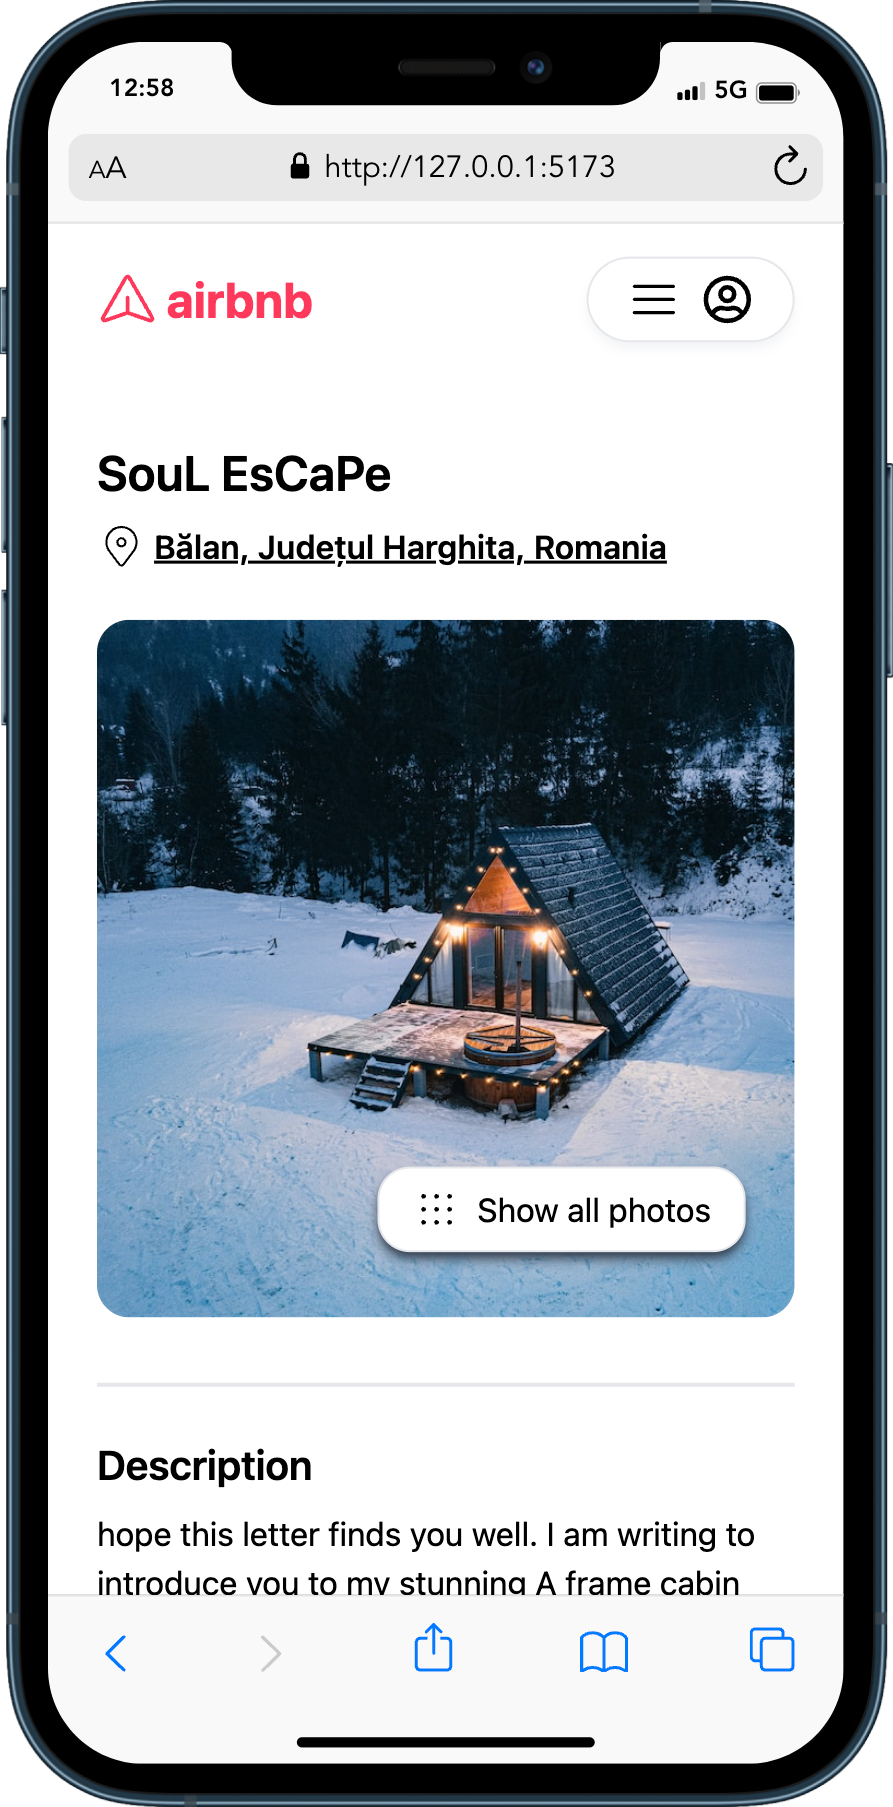 12:58
5G
AA
http://127.0.0.1:5173
airbnb
SouL EsCaPe
Bălan, Județul Harghita, Romania
Show all photos
Description
hope this letter finds you well. I am writing to
introduce you to my stunning A frame cabin